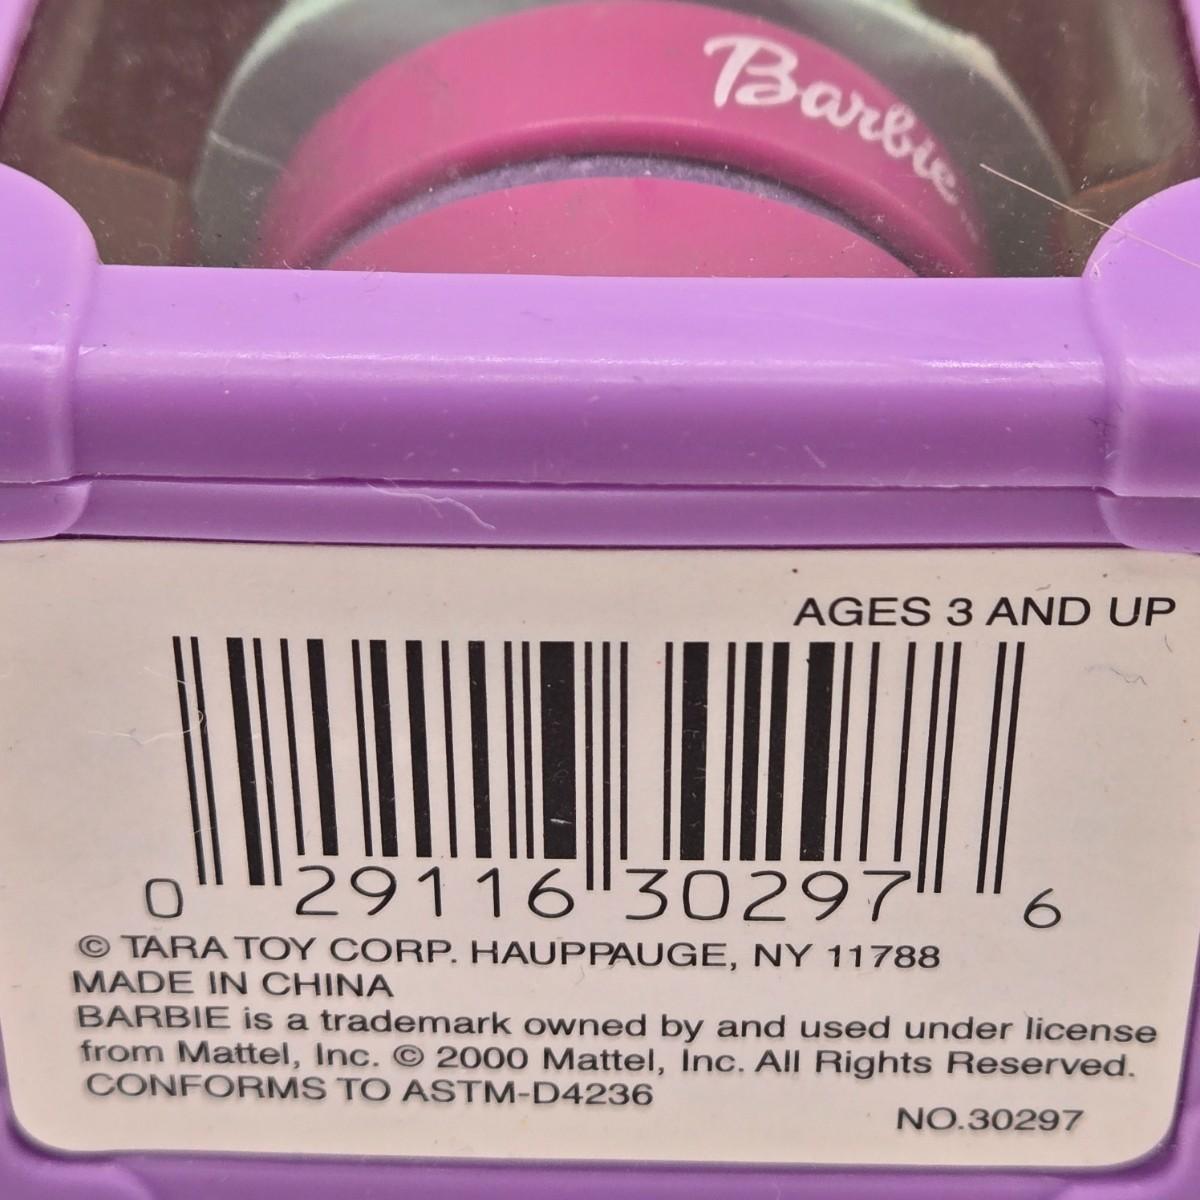 Barbie
AGES 3 AND UP
0 29116 30297 6
© TARA TOY CORP. HAUPPAUGE, NY 11788
MADE IN CHINA
BARBIE is a trademark owned by and used under license
from Mattel, Inc. © 2000 Mattel, Inc. All Rights Reserved.
CONFORMS TO ASTM-D4236
NO.30297